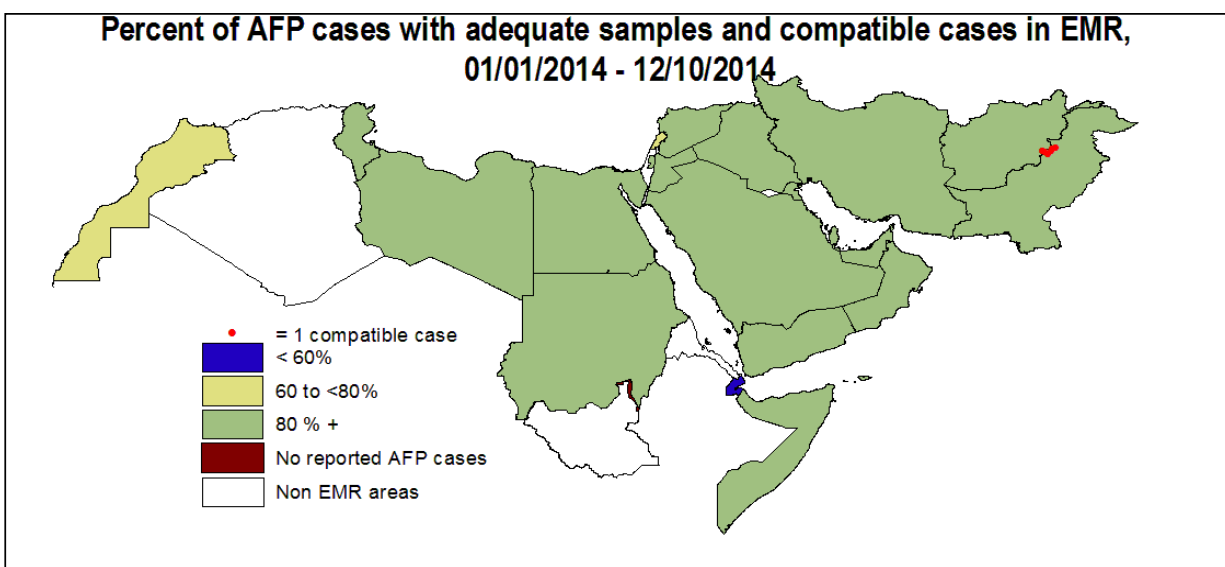 Percent of AFP cases with adequate samples and compatible cases in EMR,
01/01/2014 - 12/10/2014
= 1 compatible case
< 60%
60 to <80%
80 % +
No reported AFP cases
Non EMR areas